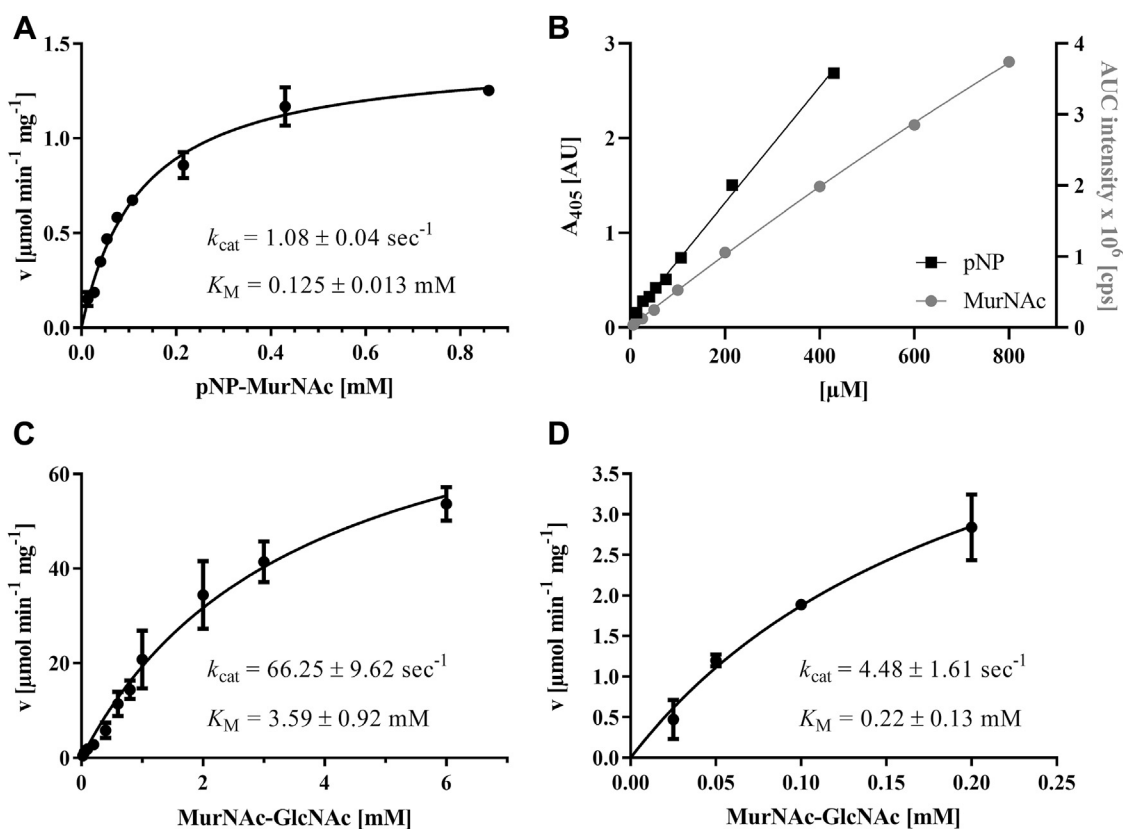 A
1.5
1.0
0.5
0.0
v [µmol min⁻¹ mg⁻¹]
k_cat = 1.08 ± 0.04 sec⁻¹
K_M = 0.125 ± 0.013 mM
0.0 0.2 0.4 0.6 0.8
pNP-MurNAc [mM]
B
3
2
1
0
A₄₀₅ [AU]
4
3
2
1
0
AUC intensity x 10⁶ [cps]
pNP
MurNAc
0 200 400 600 800
[µM]
C
60
40
20
0
v [µmol min⁻¹ mg⁻¹]
k_cat = 66.25 ± 9.62 sec⁻¹
K_M = 3.59 ± 0.92 mM
0 2 4 6
MurNAc-GlcNAc [mM]
D
3.5
3.0
2.5
2.0
1.5
1.0
0.5
0.0
v [µmol min⁻¹ mg⁻¹]
k_cat = 4.48 ± 1.61 sec⁻¹
K_M = 0.22 ± 0.13 mM
0.00 0.05 0.10 0.15 0.20 0.25
MurNAc-GlcNAc [mM]